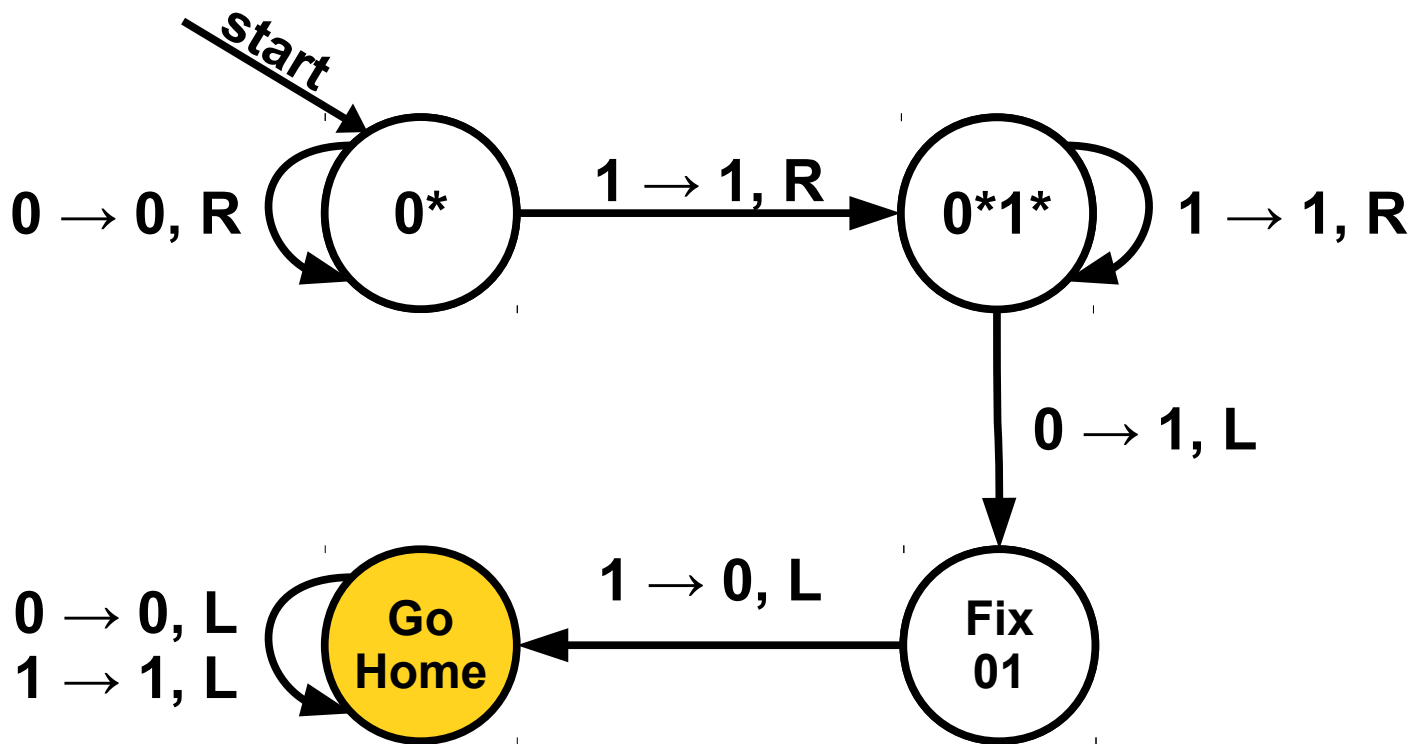 start
0 → 0, R
0*
1 → 1, R
0*1*
1 → 1, R
0 → 1, L
0 → 0, L
1 → 1, L
Go
Home
1 → 0, L
Fix
01